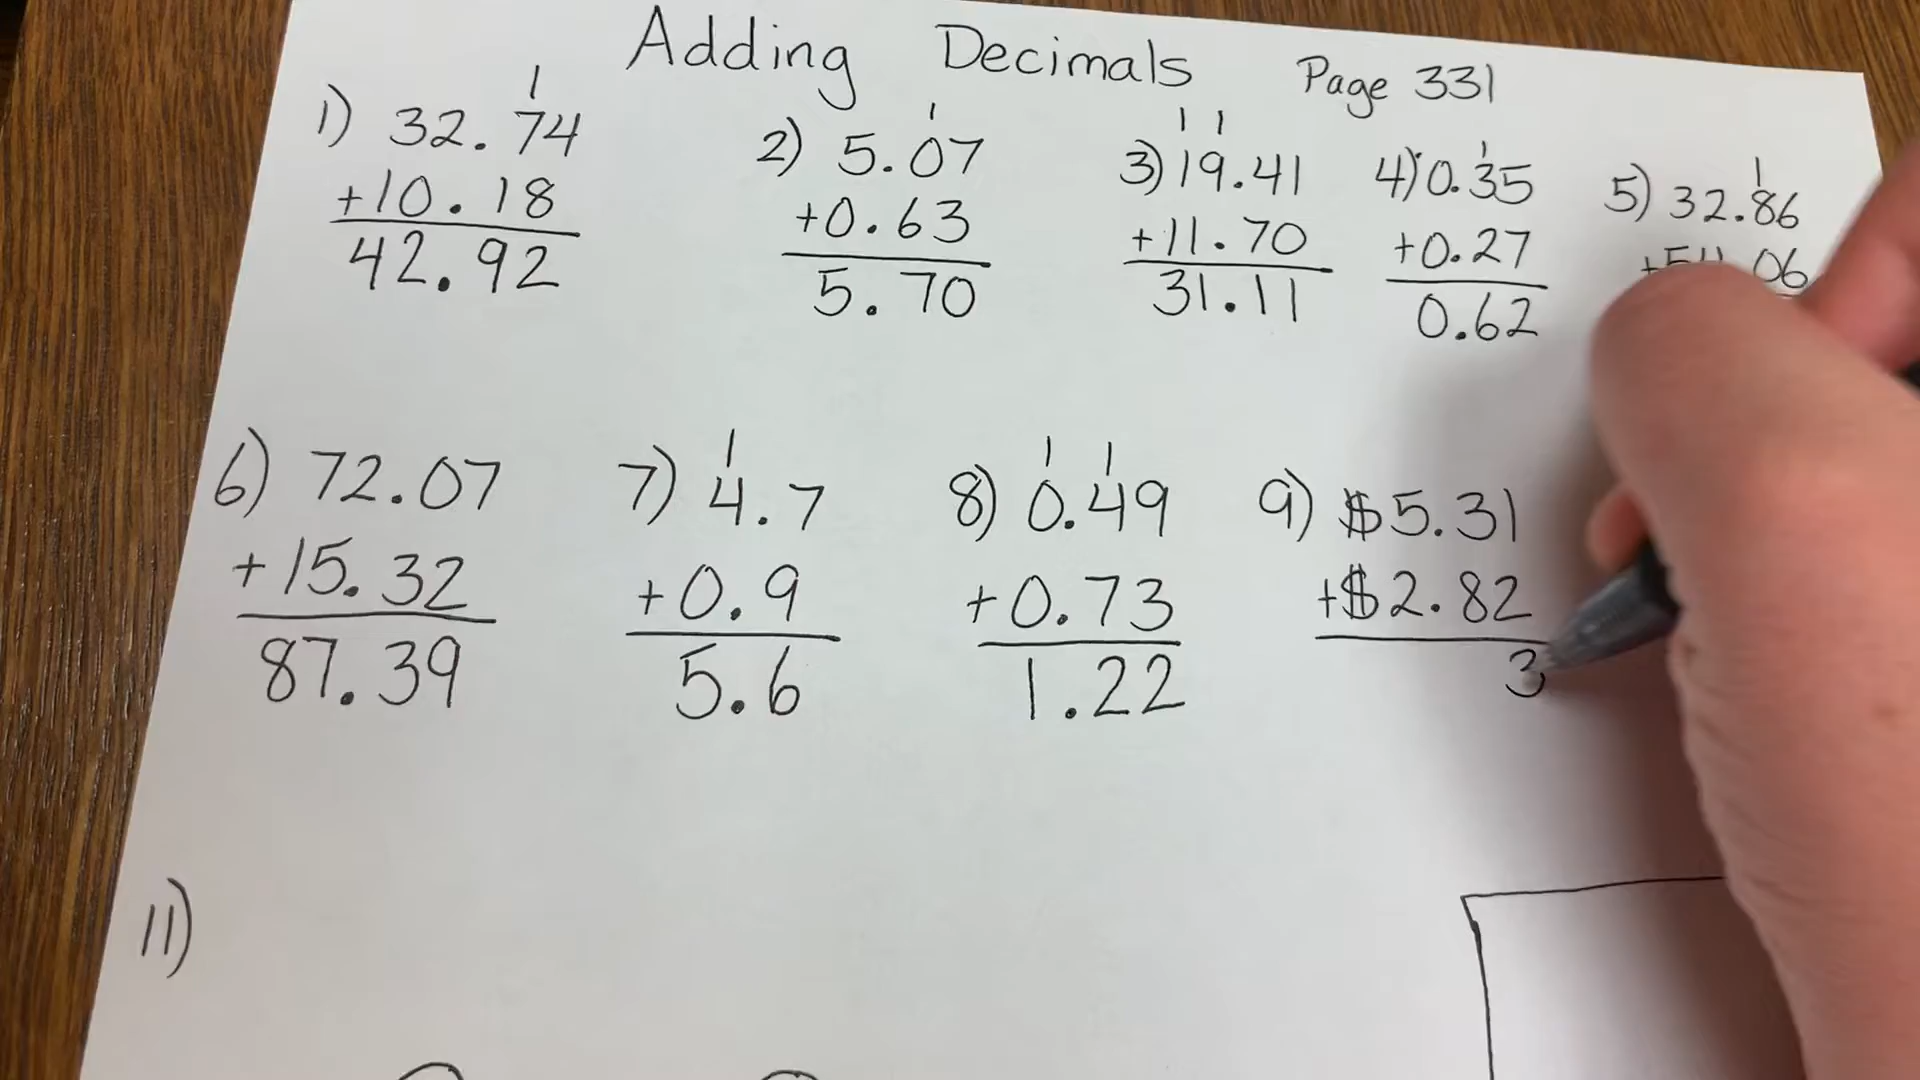 Adding Decimals Page 331
1 1 1 1 1 1
1) 32.74 2) 5.07 3) 19.41 4) 0.35 5) 32.86
+10.18 +0.63 +11.70 +0.27 06
42.92 5.70 31.11 0.62
1 1 1
6) 72.07 7) 4.7 8) 0.49 9) $5.31
+15.32 +0.9 +0.73 +$2.82
87.39 5.6 1.22 3
11)